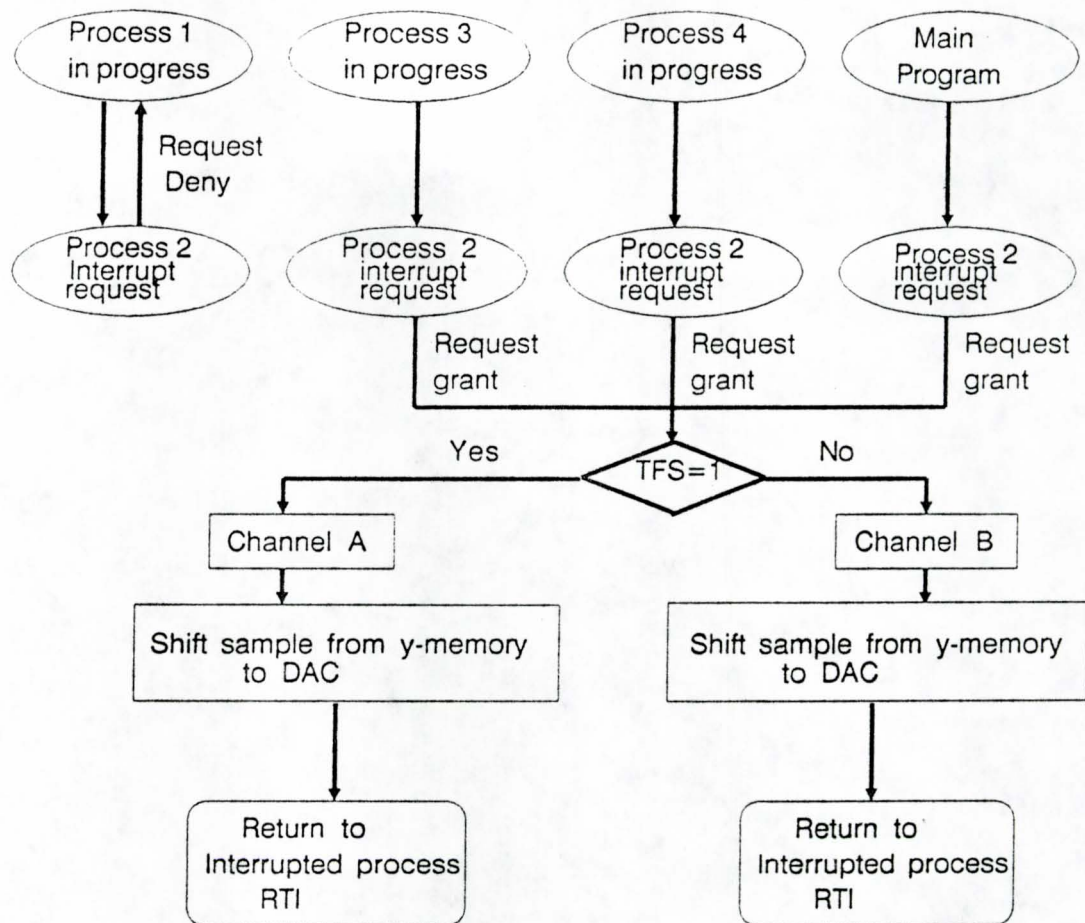 Process 1
in progress
Process 3
in progress
Process 4
in progress
Main
Program
Request
Deny
Process 2
Interrupt
request
Process 2
interrupt
request
Process 2
interrupt
request
Process 2
interrupt
request
Request
grant
Request
grant
Request
grant
Yes
TFS=1
No
Channel A
Channel B
Shift sample from y-memory
to DAC
Shift sample from y-memory
to DAC
Return to
Interrupted process
RTI
Return to
Interrupted process
RTI